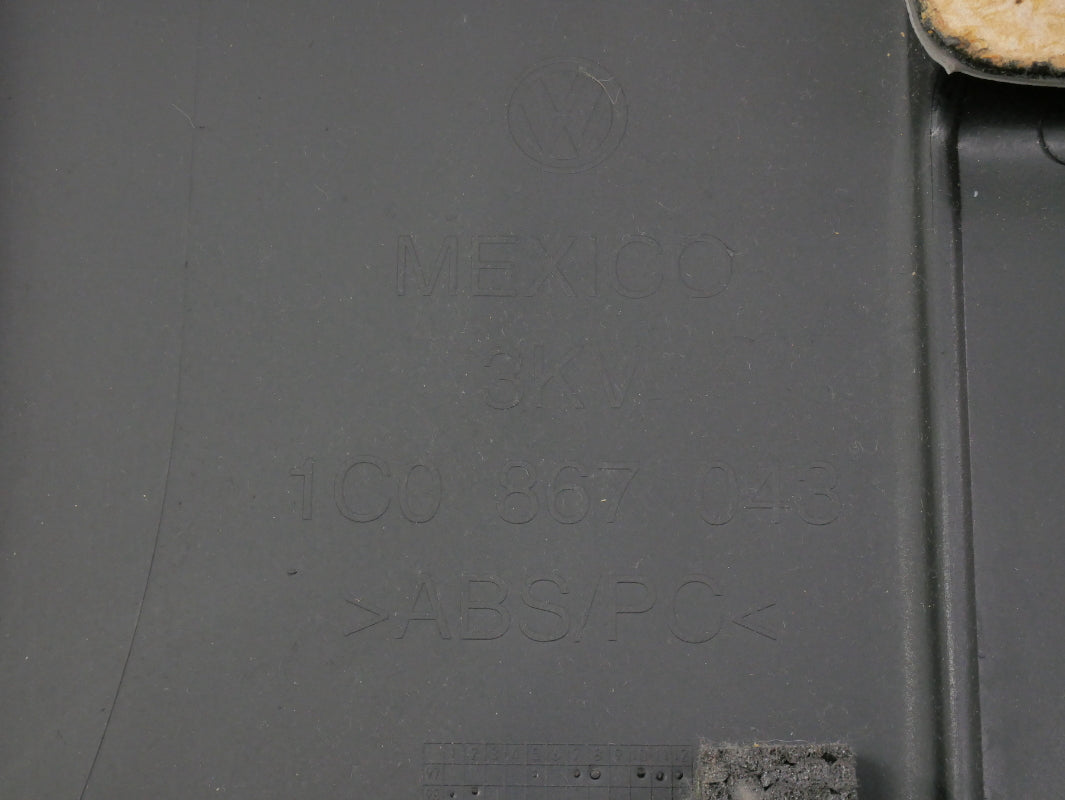 MEXICO
3KV
1C0 867 043
>ABS/PC<